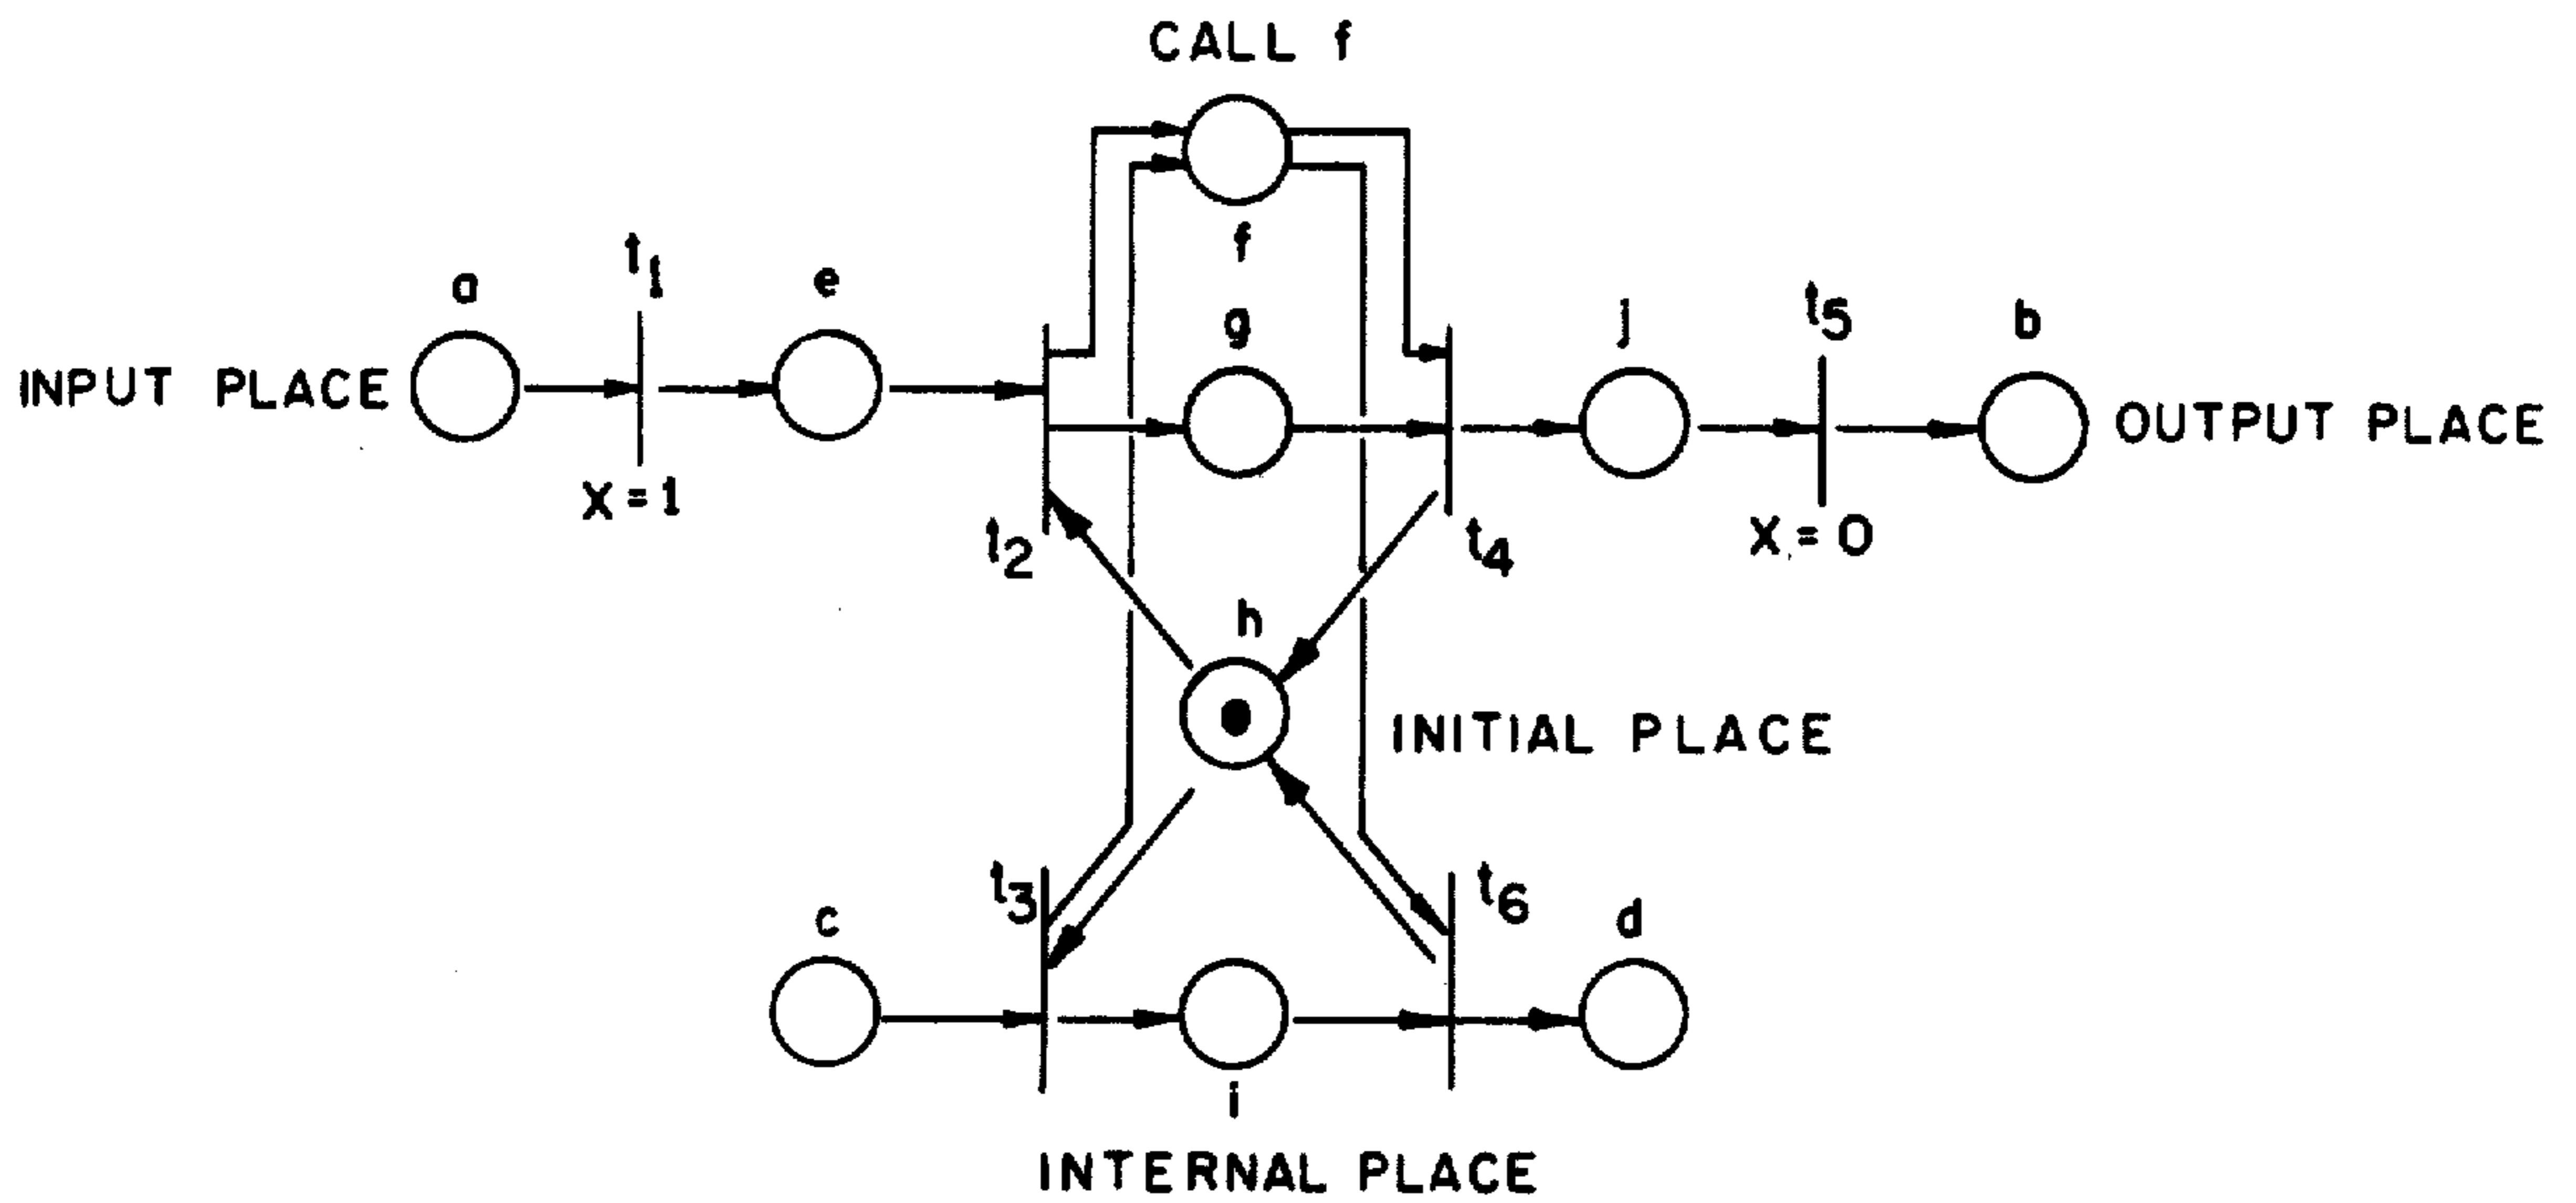 CALL f
f
t1
a
e
g
j
t5
b
INPUT PLACE
OUTPUT PLACE
X = 1
t2
t4
X = 0
h
INITIAL PLACE
t3
t6
c
d
i
INTERNAL PLACE